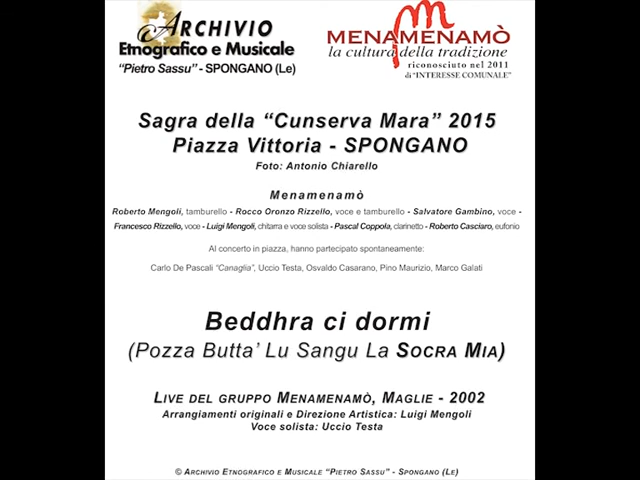 ARCHIVIO
Etnografico e Musicale
“Pietro Sassu” - SPONGANO (Le)
MENAMENAMÒ
la cultura della tradizione
riconosciuto nel 2011
di “INTERESSE COMUNALE”
Sagra della “Cunserva Mara” 2015
Piazza Vittoria - SPONGANO
Foto: Antonio Chiarello
Menamenamò
Roberto Mengoli, tamburello - Rocco Oronzo Rizzello, voce e tamburello - Salvatore Gambino, voce -
Francesco Rizzello, voce - Luigi Mengoli, chitarra e voce solista - Pascal Coppola, clarinetto - Roberto Casciaro, eufonio
Al concerto in piazza, hanno partecipato spontaneamente:
Carlo De Pascali “Canaglia”, Uccio Testa, Osvaldo Casarano, Pino Maurizio, Marco Galati
Beddhra ci dormi
(Pozza Butta’ Lu Sangu La SOCRA MIA)
LIVE DEL GRUPPO MENAMENAMÒ, MAGLIE - 2002
Arrangiamenti originali e Direzione Artistica: Luigi Mengoli
Voce solista: Uccio Testa
© ARCHIVIO ETNOGRAFICO E MUSICALE “PIETRO SASSU” - SPONGANO (LE)